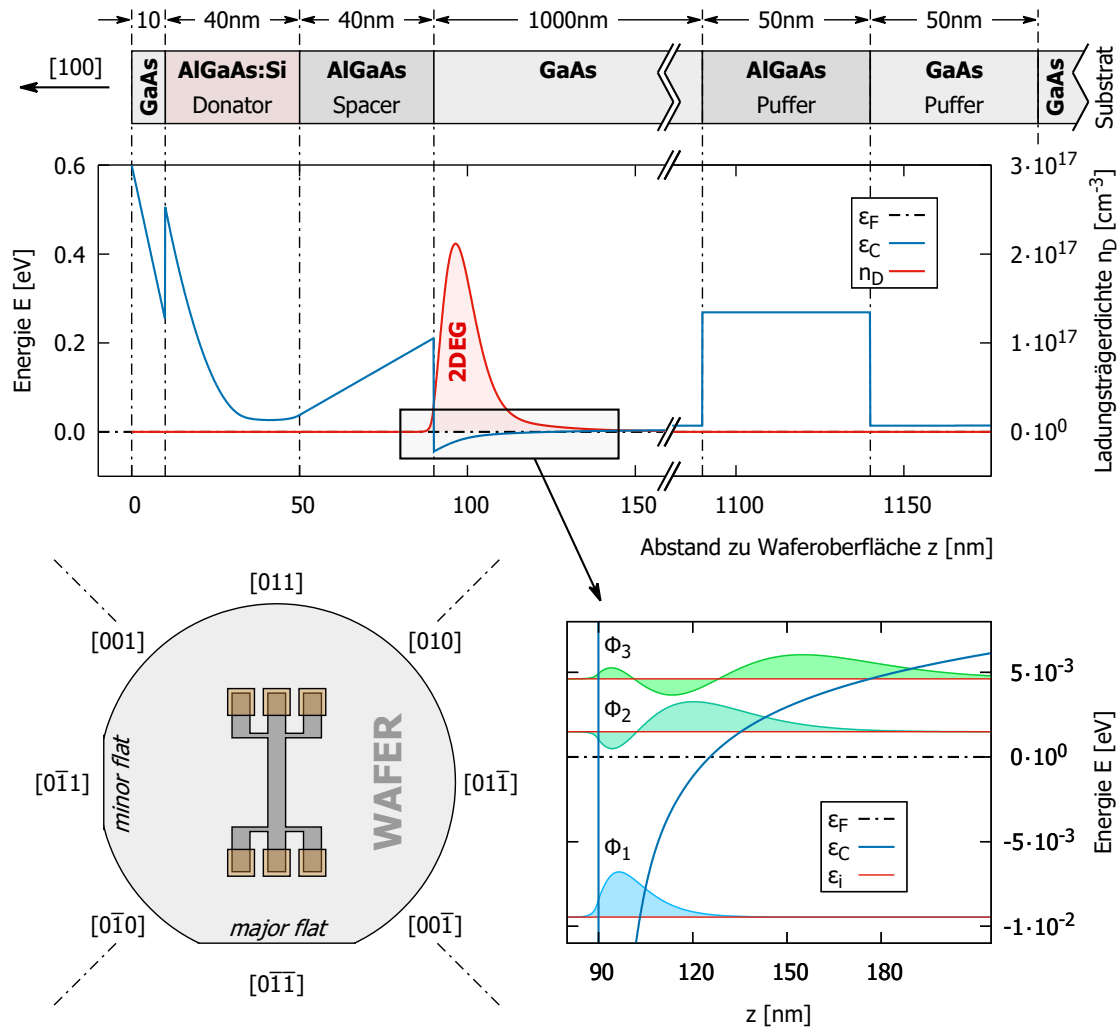 10 40nm 40nm 1000nm 50nm 50nm
[100]
GaAs
AlGaAs:Si
Donator
AlGaAs
Spacer
GaAs
AlGaAs
Puffer
GaAs
Puffer
GaAs
Substrat
Energie E [eV]
0.6
0.4
0.2
0.0
2DEG
εF
εC
nD
3·10¹⁷
2·10¹⁷
1·10¹⁷
0·10⁰
Ladungsträgerdichte nD [cm⁻³]
0 50 100 150 1100 1150
Abstand zu Waferoberfläche z [nm]
[011]
[001]
[010]
[01̅1]
[011̅]
[01̅0]
[001̅]
[01̅1̅]
minor flat
major flat
WAFER
Φ3
Φ2
Φ1
εF
εC
εi
5·10⁻³
0·10⁰
-5·10⁻³
-1·10⁻²
Energie E [eV]
90 120 150 180
z [nm]